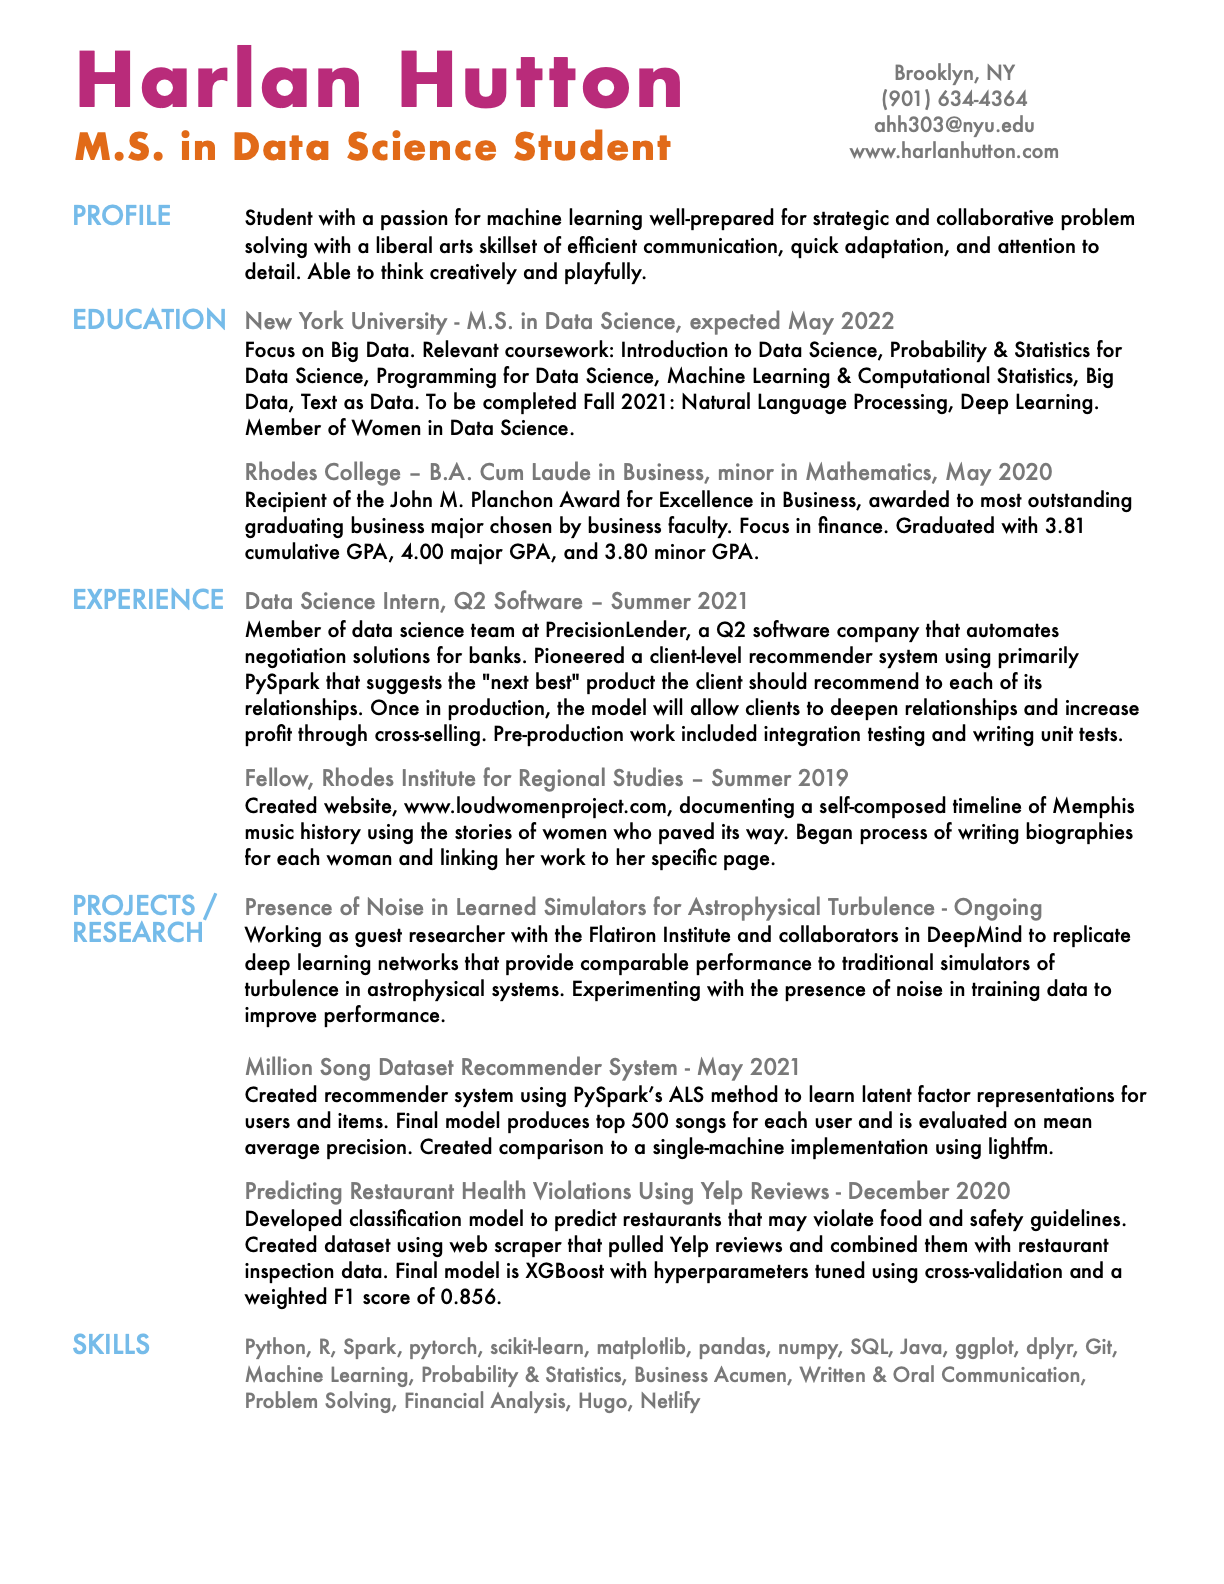 Harlan Hutton
M.S. in Data Science Student
Brooklyn, NY
(901) 634-4364
ahh303@nyu.edu
www.harlanhutton.com
PROFILE
Student with a passion for machine learning well-prepared for strategic and collaborative problem
solving with a liberal arts skillset of efficient communication, quick adaptation, and attention to
detail. Able to think creatively and playfully.
EDUCATION
New York University - M.S. in Data Science, expected May 2022
Focus on Big Data. Relevant coursework: Introduction to Data Science, Probability & Statistics for
Data Science, Programming for Data Science, Machine Learning & Computational Statistics, Big
Data, Text as Data. To be completed Fall 2021: Natural Language Processing, Deep Learning.
Member of Women in Data Science.
Rhodes College – B.A. Cum Laude in Business, minor in Mathematics, May 2020
Recipient of the John M. Planchon Award for Excellence in Business, awarded to most outstanding
graduating business major chosen by business faculty. Focus in finance. Graduated with 3.81
cumulative GPA, 4.00 major GPA, and 3.80 minor GPA.
EXPERIENCE
Data Science Intern, Q2 Software – Summer 2021
Member of data science team at PrecisionLender, a Q2 software company that automates
negotiation solutions for banks. Pioneered a client-level recommender system using primarily
PySpark that suggests the "next best" product the client should recommend to each of its
relationships. Once in production, the model will allow clients to deepen relationships and increase
profit through cross-selling. Pre-production work included integration testing and writing unit tests.
Fellow, Rhodes Institute for Regional Studies – Summer 2019
Created website, www.loudwomenproject.com, documenting a self-composed timeline of Memphis
music history using the stories of women who paved its way. Began process of writing biographies
for each woman and linking her work to her specific page.
PROJECTS /
RESEARCH
Presence of Noise in Learned Simulators for Astrophysical Turbulence - Ongoing
Working as guest researcher with the Flatiron Institute and collaborators in DeepMind to replicate
deep learning networks that provide comparable performance to traditional simulators of
turbulence in astrophysical systems. Experimenting with the presence of noise in training data to
improve performance.
Million Song Dataset Recommender System - May 2021
Created recommender system using PySpark’s ALS method to learn latent factor representations for
users and items. Final model produces top 500 songs for each user and is evaluated on mean
average precision. Created comparison to a single-machine implementation using lightfm.
Predicting Restaurant Health Violations Using Yelp Reviews - December 2020
Developed classification model to predict restaurants that may violate food and safety guidelines.
Created dataset using web scraper that pulled Yelp reviews and combined them with restaurant
inspection data. Final model is XGBoost with hyperparameters tuned using cross-validation and a
weighted F1 score of 0.856.
SKILLS
Python, R, Spark, pytorch, scikit-learn, matplotlib, pandas, numpy, SQL, Java, ggplot, dplyr, Git,
Machine Learning, Probability & Statistics, Business Acumen, Written & Oral Communication,
Problem Solving, Financial Analysis, Hugo, Netlify